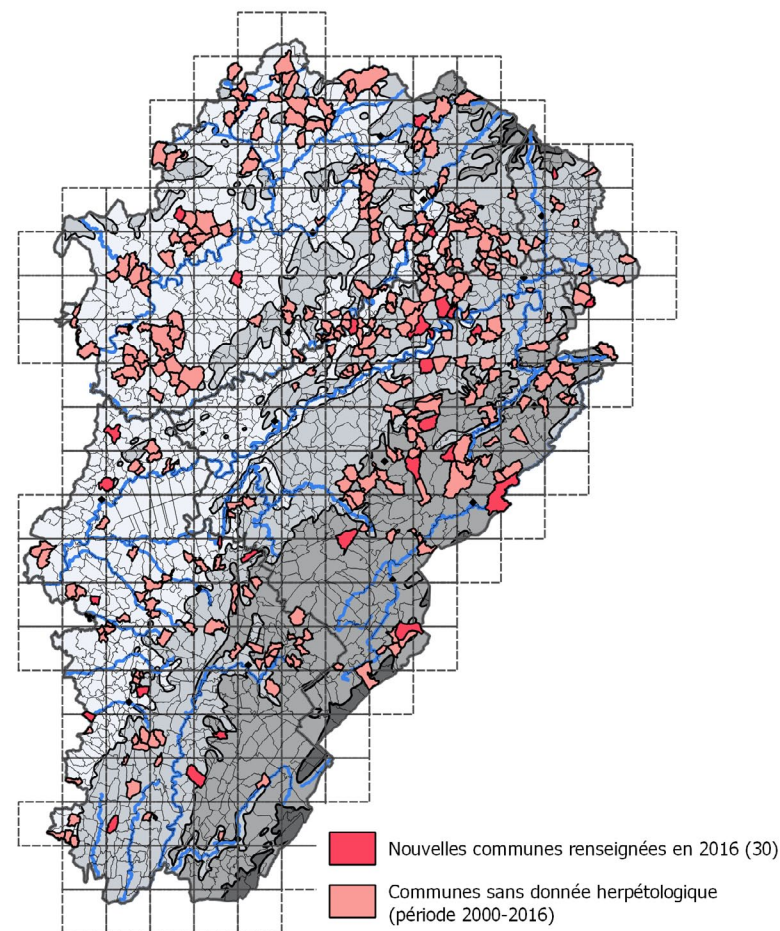 Nouvelles communes renseignées en 2016 (30)
Communes sans donnée herpétologique
(période 2000-2016)